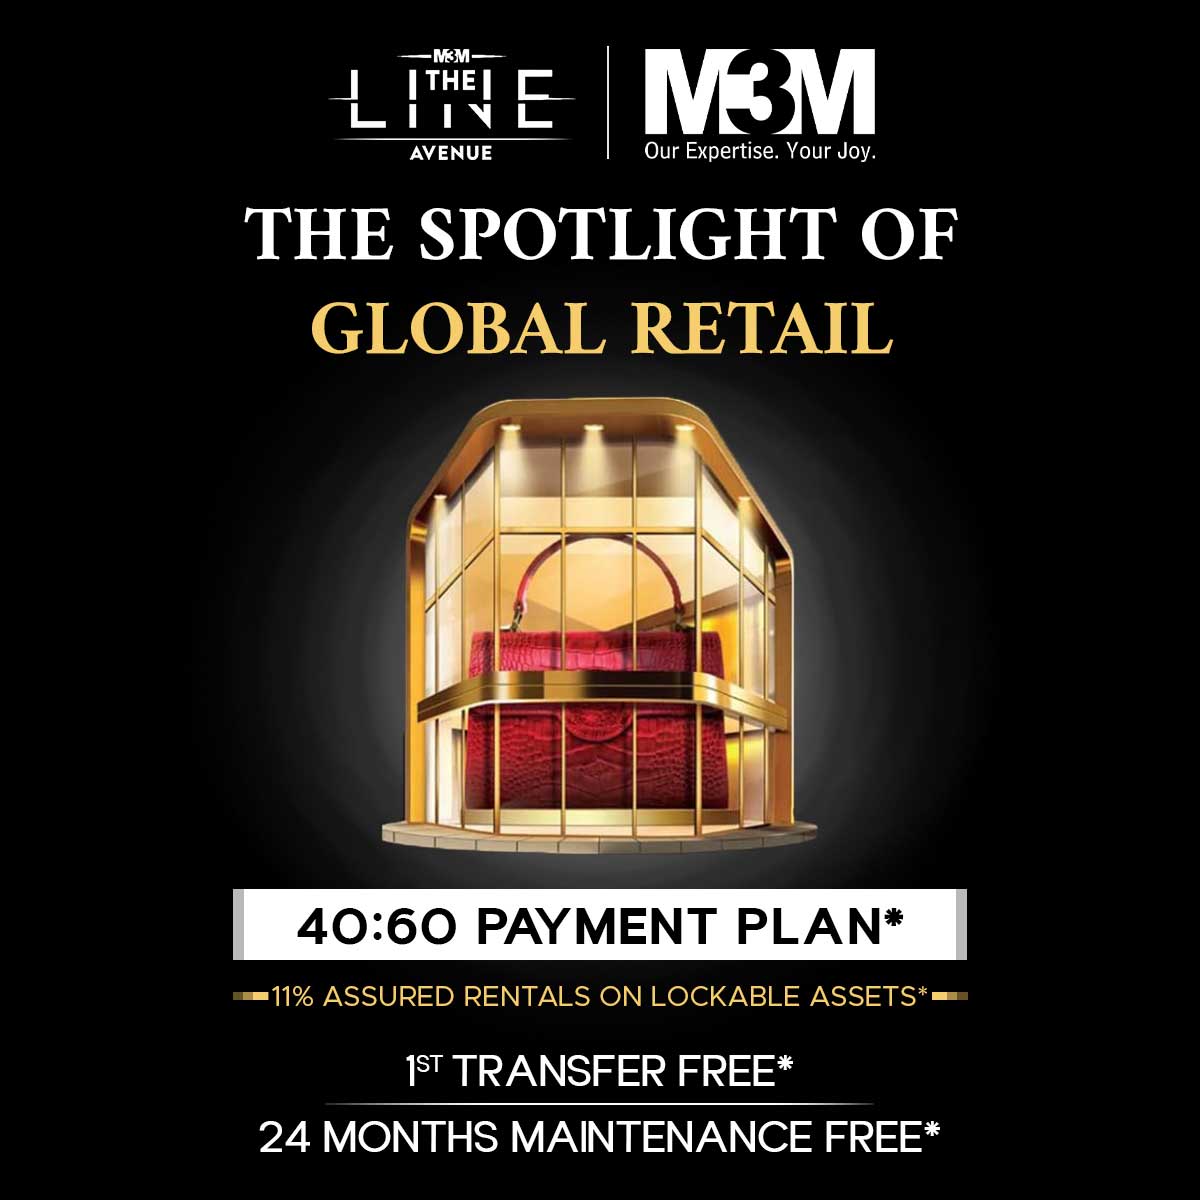 M3M
THE
LINE
AVENUE
M3M
Our Expertise. Your Joy.
THE SPOTLIGHT OF
GLOBAL RETAIL
40:60 PAYMENT PLAN*
11% ASSURED RENTALS ON LOCKABLE ASSETS*
1ST TRANSFER FREE*
24 MONTHS MAINTENANCE FREE*